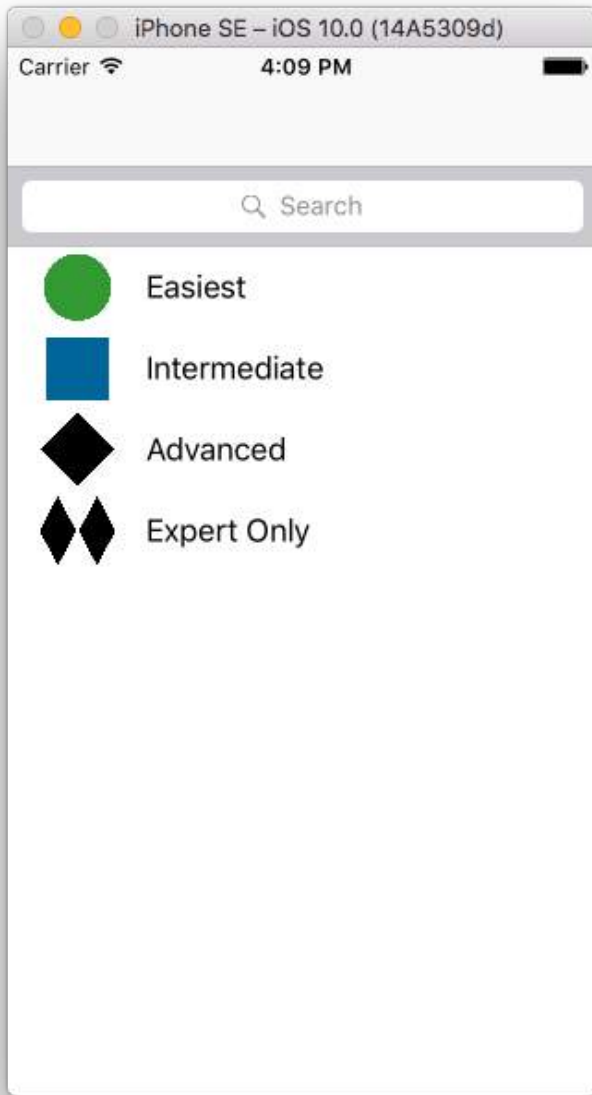 iPhone SE – iOS 10.0 (14A5309d)
Carrier 4:09 PM
Search
Easiest
Intermediate
Advanced
Expert Only